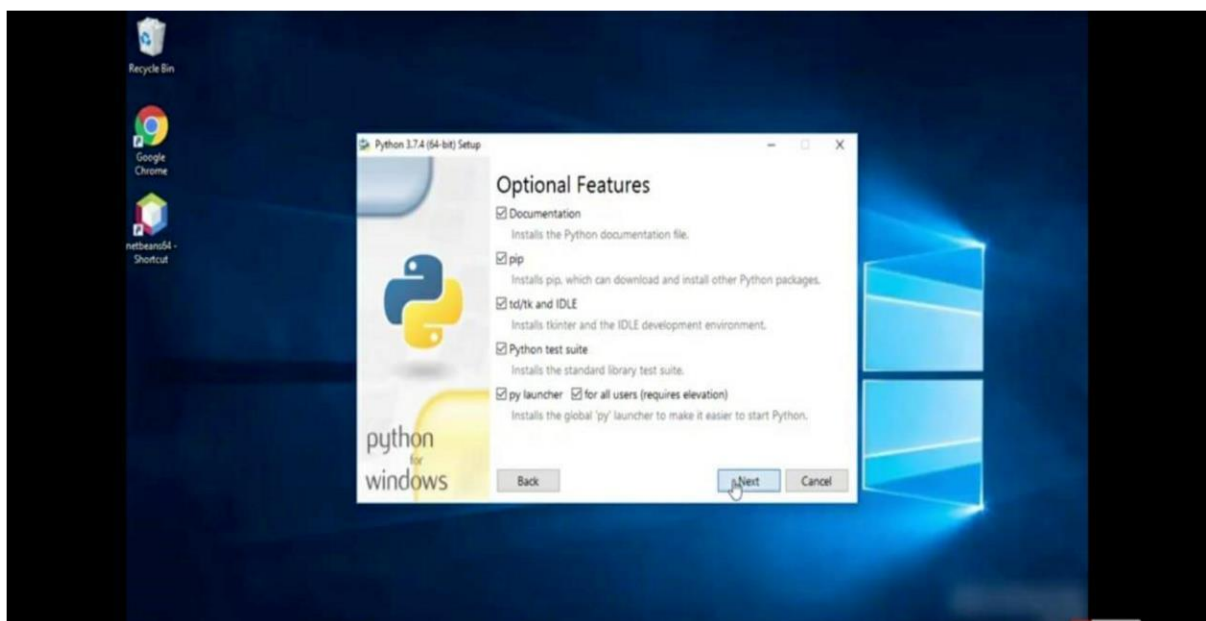 Recycle Bin
Google
Chrome
netbeans64 -
Shortcut
Python 3.7.4 (64-bit) Setup
Optional Features
Documentation
Installs the Python documentation file.
pip
Installs pip, which can download and install other Python packages.
td/tk and IDLE
Installs tkinter and the IDLE development environment.
Python test suite
Installs the standard library test suite.
py launcher for all users (requires elevation)
Installs the global 'py' launcher to make it easier to start Python.
python
for
windows
Back Next Cancel